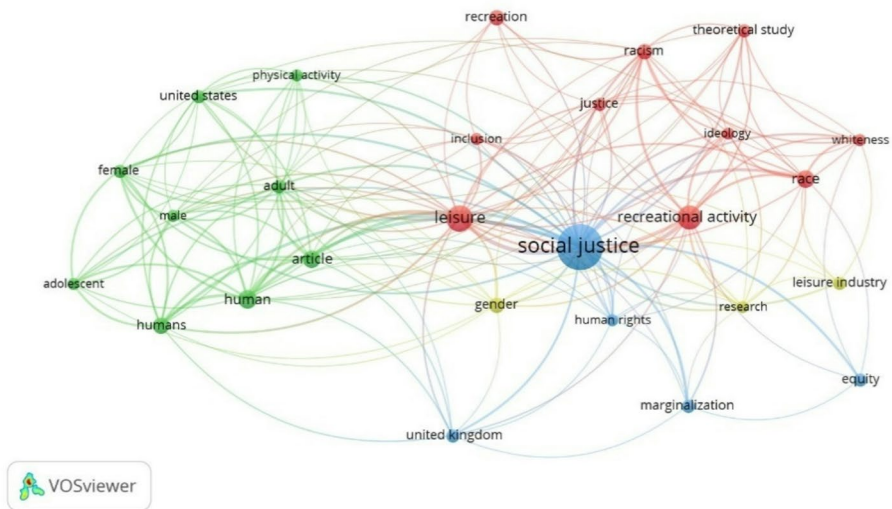 recreation
theoretical study
racism
physical activity
united states
justice
inclusion
ideology
whiteness
female
adult
race
male
leisure
recreational activity
social justice
article
adolescent
human
leisure industry
gender
research
humans
human rights
equity
marginalization
united kingdom
VOSviewer